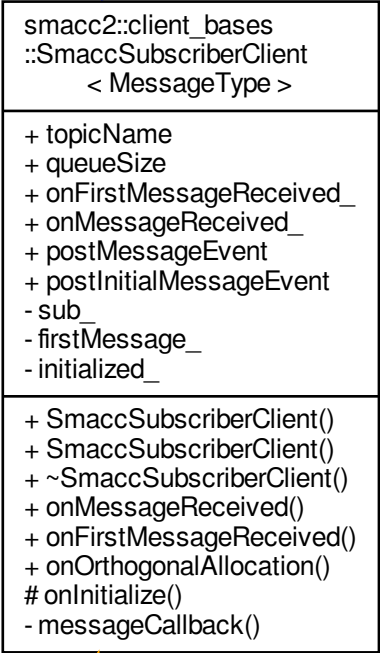 smacc2::client_bases
::SmaccSubscriberClient
< MessageType >
+ topicName
+ queueSize
+ onFirstMessageReceived_
+ onMessageReceived_
+ postMessageEvent
+ postInitialMessageEvent
- sub_
- firstMessage_
- initialized_
+ SmaccSubscriberClient()
+ SmaccSubscriberClient()
+ ~SmaccSubscriberClient()
+ onMessageReceived()
+ onFirstMessageReceived()
+ onOrthogonalAllocation()
# onInitialize()
- messageCallback()